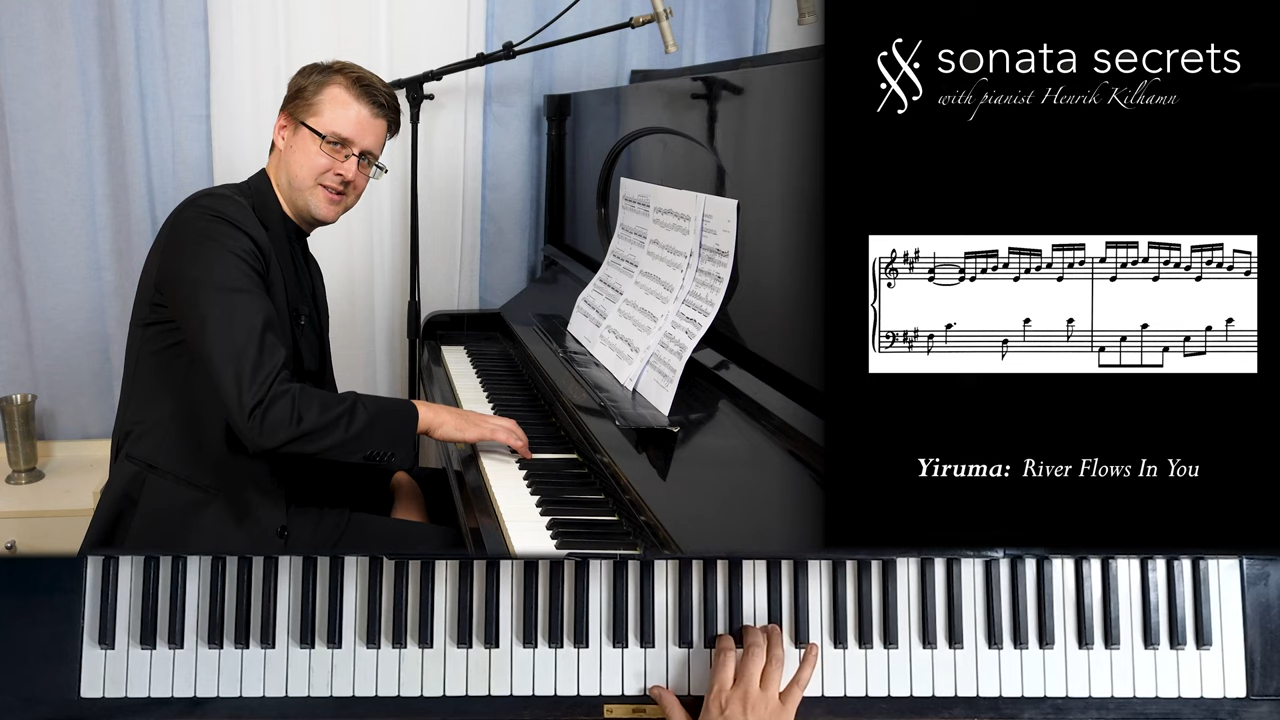 sonata secrets
with pianist Henrik Kilhamn
Yiruma: River Flows In You